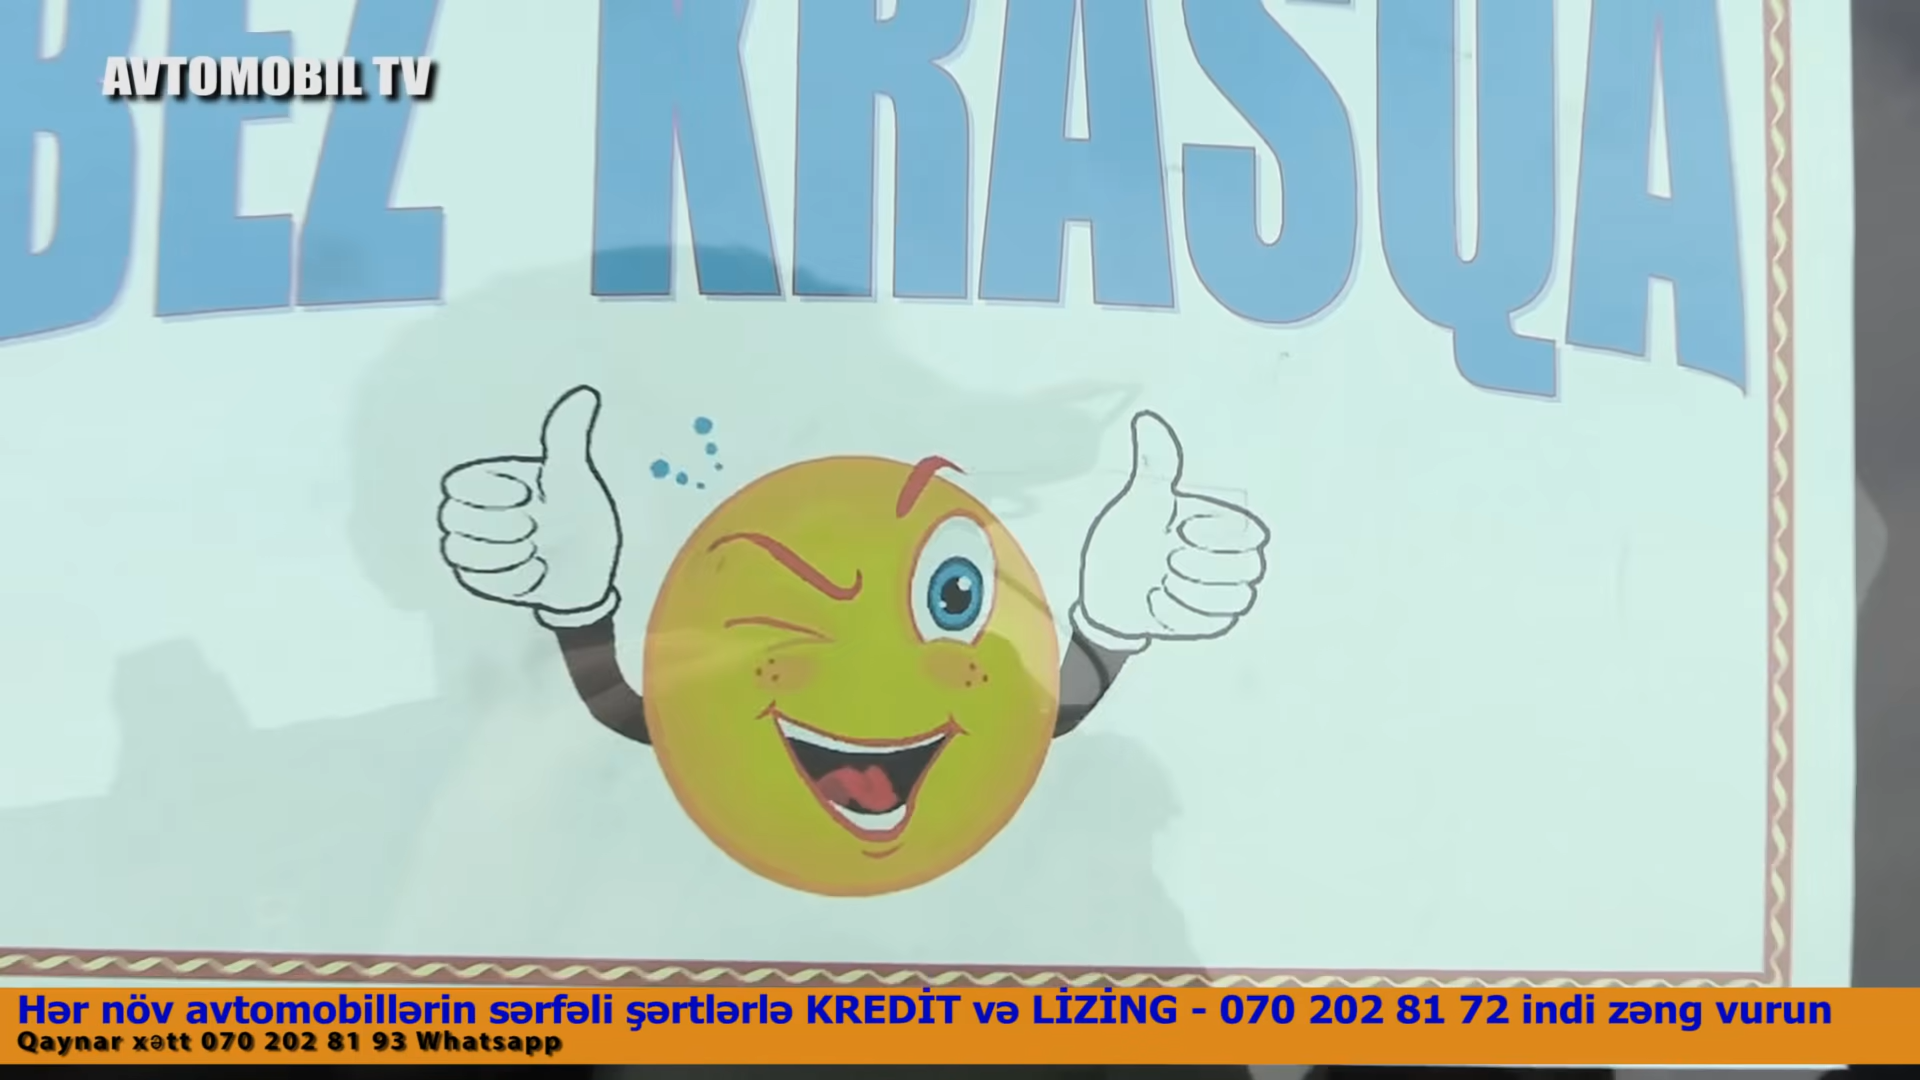 AVTOMOBIL TV
BEZ KRASQA
Hər növ avtomobillərin sərfəli şərtlərlə KREDİT və LİZİNG - 070 202 81 72 indi zəng vurun
Qaynar xətt 070 202 81 93 Whatsapp